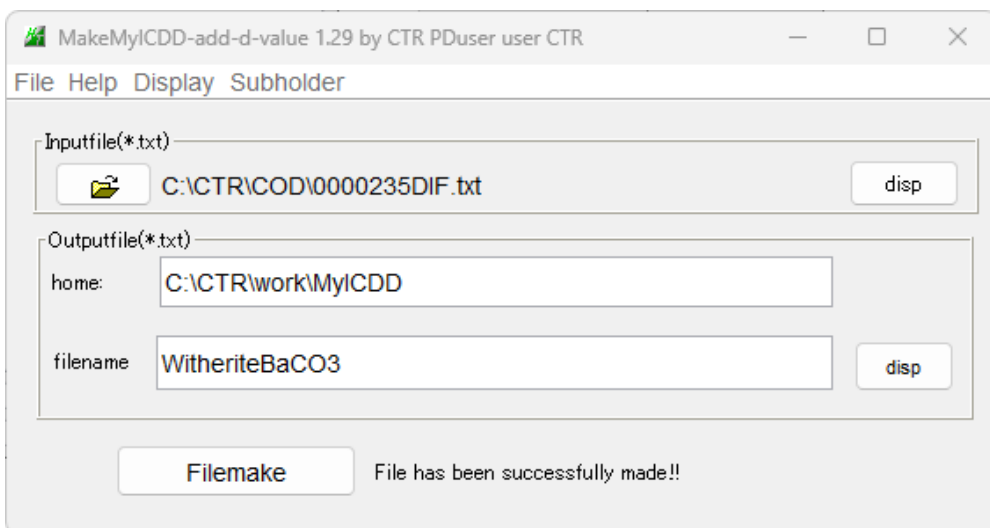 MakeMyICDD-add-d-value 1.29 by CTR PDuser user CTR
File Help Display Subholder
Inputfile(*.txt)
C:\CTR\COD\0000235DIF.txt disp
Outputfile(*.txt)
home: C:\CTR\work\MyICDD
filename WitheriteBaCO3 disp
Filemake File has been successfully made!!